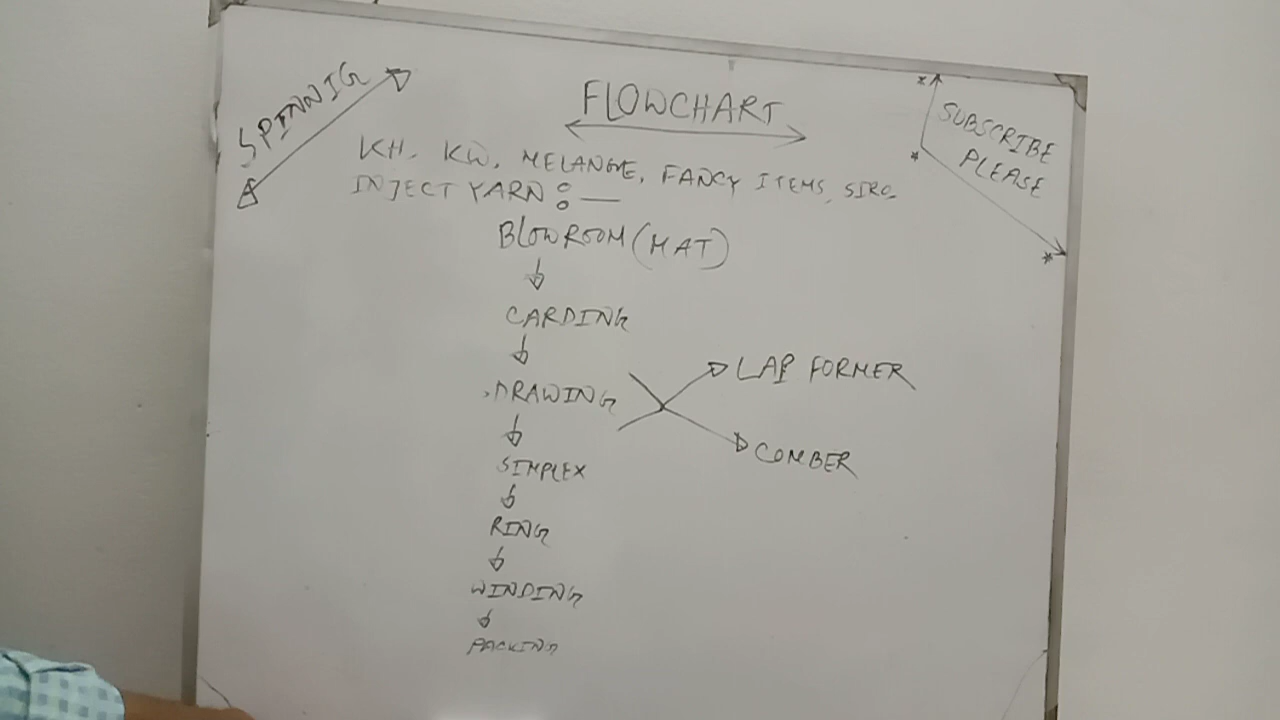 SPINNIG
FLOWCHART
SUBSCRIBE
PLEASE
KH, KW, MELANGE, FANCY ITEMS, SIRO
INJECT YARN :—
BLOWROOM (MAT)
CARDING
DRAWING
LAP FORMER
COMBER
SIMPLEX
RING
WINDING
PACKING